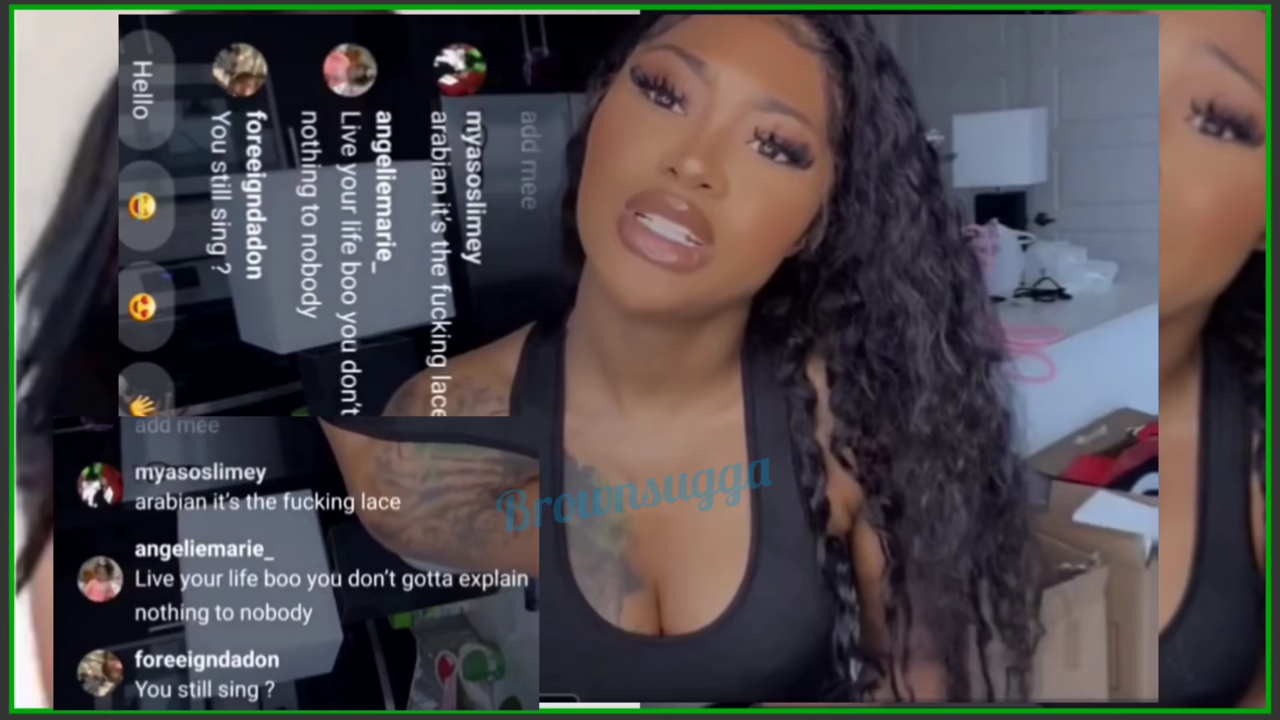 Hello
foreeigndadon
You still sing ?
angeliemarie_
Live your life boo you don't
nothing to nobody
myasoslimey
arabian it's the fucking lace
add mee
add mee
myasoslimey
arabian it's the fucking lace
angeliemarie_
Live your life boo you don't gotta explain
nothing to nobody
foreeigndadon
You still sing ?
Brownsugga